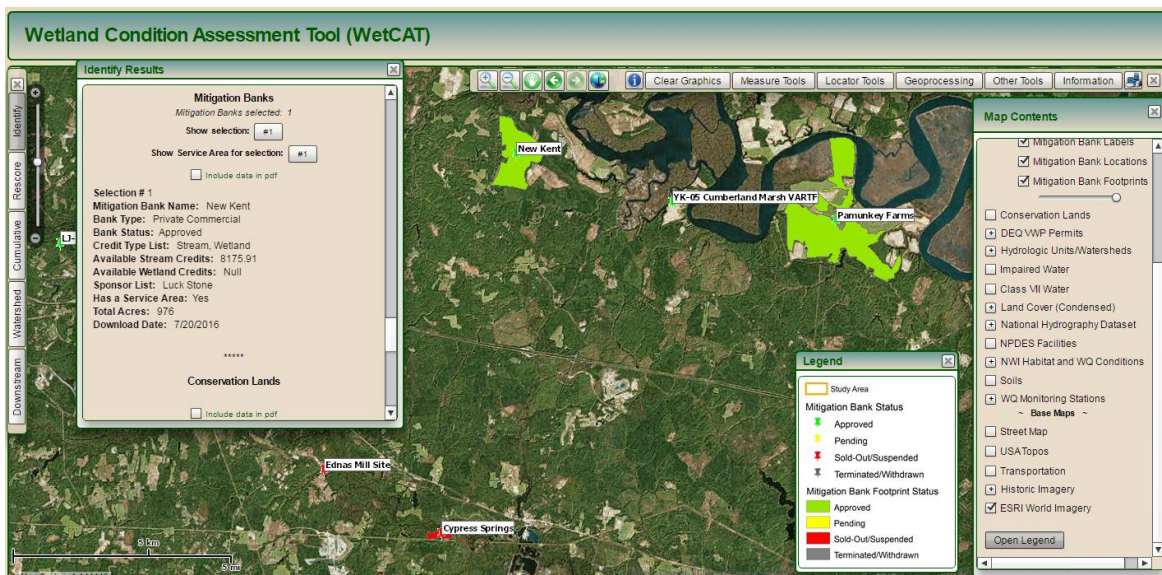 Wetland Condition Assessment Tool (WetCAT)
Identify Results
Mitigation Banks
Mitigation Banks selected: 1
Show selection: #1
Show Service Area for selection: #1
Include data in pdf
Selection # 1
Mitigation Bank Name: New Kent
Bank Type: Private Commercial
Bank Status: Approved
Credit Type List: Stream, Wetland
Available Stream Credits: 8175.91
Available Wetland Credits: Null
Sponsor List: Luck Stone
Has a Service Area: Yes
Total Acres: 976
Download Date: 7/20/2016
*****
Conservation Lands
Include data in pdf
Identify
Rescore
Cumulative
Watershed
Downstream
Clear Graphics
Measure Tools
Locator Tools
Geoprocessing
Other Tools
Information
LJ-
New Kent
YK-05 Cumberland Marsh VARTF
Pamunkey Farms
Ednas Mill Site
Cypress Springs
5 km
5 mi
Map Contents
Mitigation Bank Labels
Mitigation Bank Locations
Mitigation Bank Footprints
Conservation Lands
DEQ VWP Permits
Hydrologic Units/Watersheds
Impaired Water
Class VII Water
Land Cover (Condensed)
National Hydrography Dataset
NPDES Facilities
NWI Habitat and WQ Conditions
Soils
WQ Monitoring Stations
~ Base Maps ~
Street Map
USATopos
Transportation
Historic Imagery
ESRI World Imagery
Open Legend
Legend
Study Area
Mitigation Bank Status
Approved
Pending
Sold-Out/Suspended
Terminated/Withdrawn
Mitigation Bank Footprint Status
Approved
Pending
Sold-Out/Suspended
Terminated/Withdrawn